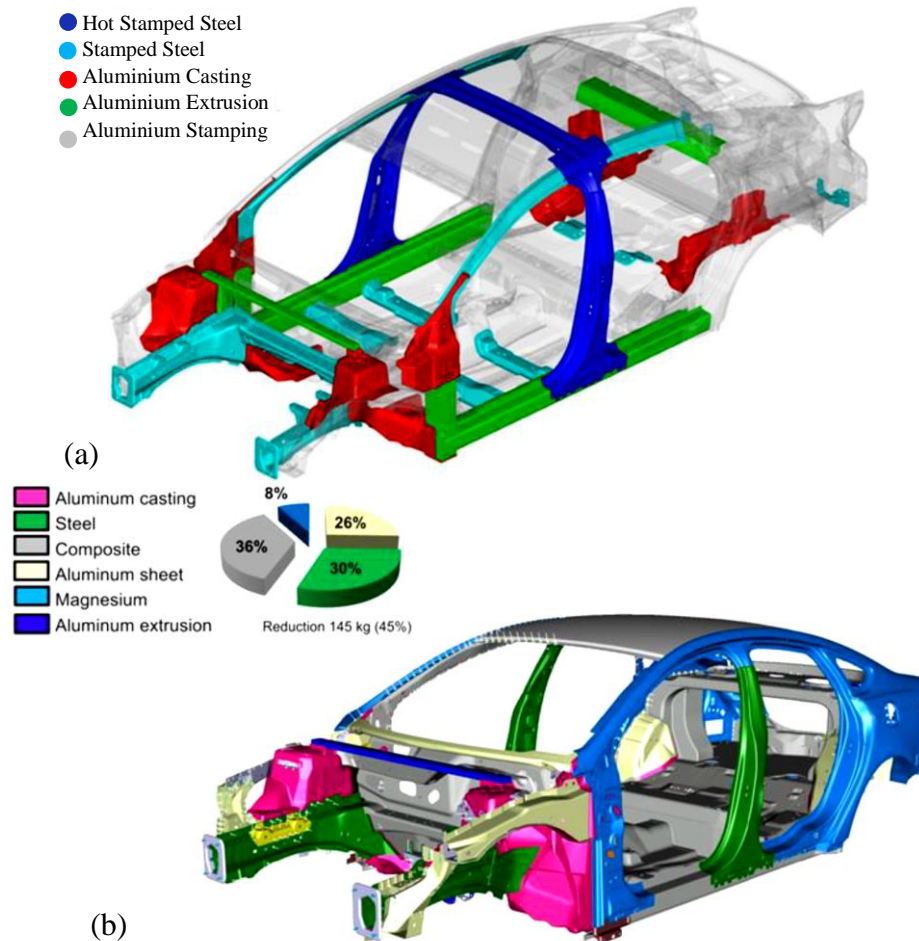 Hot Stamped Steel
Stamped Steel
Aluminium Casting
Aluminium Extrusion
Aluminium Stamping
(a)
Aluminum casting
Steel
Composite
Aluminum sheet
Magnesium
Aluminum extrusion
8%
26%
36%
30%
Reduction 145 kg (45%)
(b)